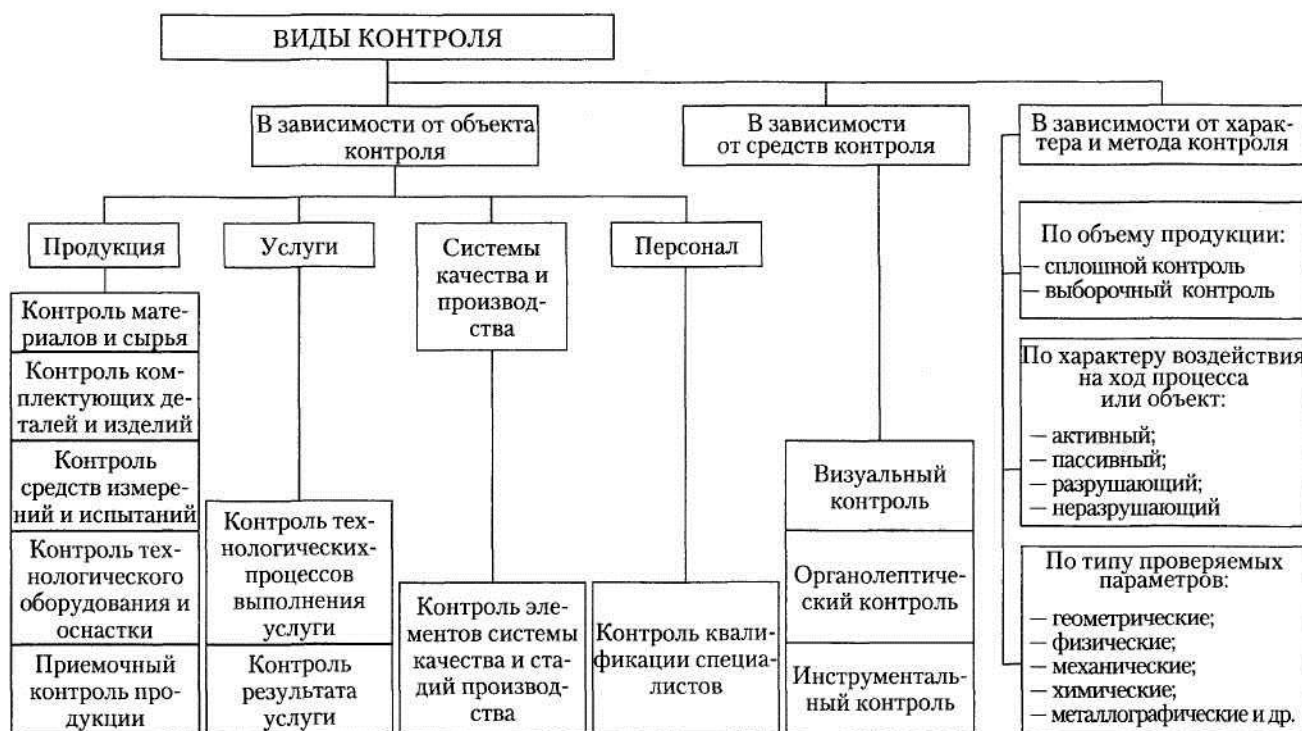 ВИДЫ КОНТРОЛЯ
В зависимости от объекта
контроля
В зависимости
от средств контроля
В зависимости от харак-
тера и метода контроля
Продукция
Услуги
Системы
качества и
производ-
ства
Персонал
Контроль мате-
риалов и сырья
Контроль ком-
плектующих де-
талей и изделий
Контроль
средств измере-
ний и испытаний
Контроль тех-
нологического
оборудования и
оснастки
Приемочный
контроль про-
дукции
Контроль тех-
нологических-
процессов
выполнения
услуги
Контроль
результата
услуги
Контроль эле-
ментов системы
качества и ста-
дий производ-
ства
Контроль квали-
фикации специа-
листов
Визуальный
контроль
Органолептиче-
ский контроль
Инструменталь-
ный контроль
По объему продукции:
– сплошной контроль
– выборочный контроль
По характеру воздействия
на ход процесса
или объект:
– активный;
– пассивный;
– разрушающий;
– неразрушающий
По типу проверяемых
параметров:
– геометрические;
– физические;
– механические;
– химические;
– металлографические и др.